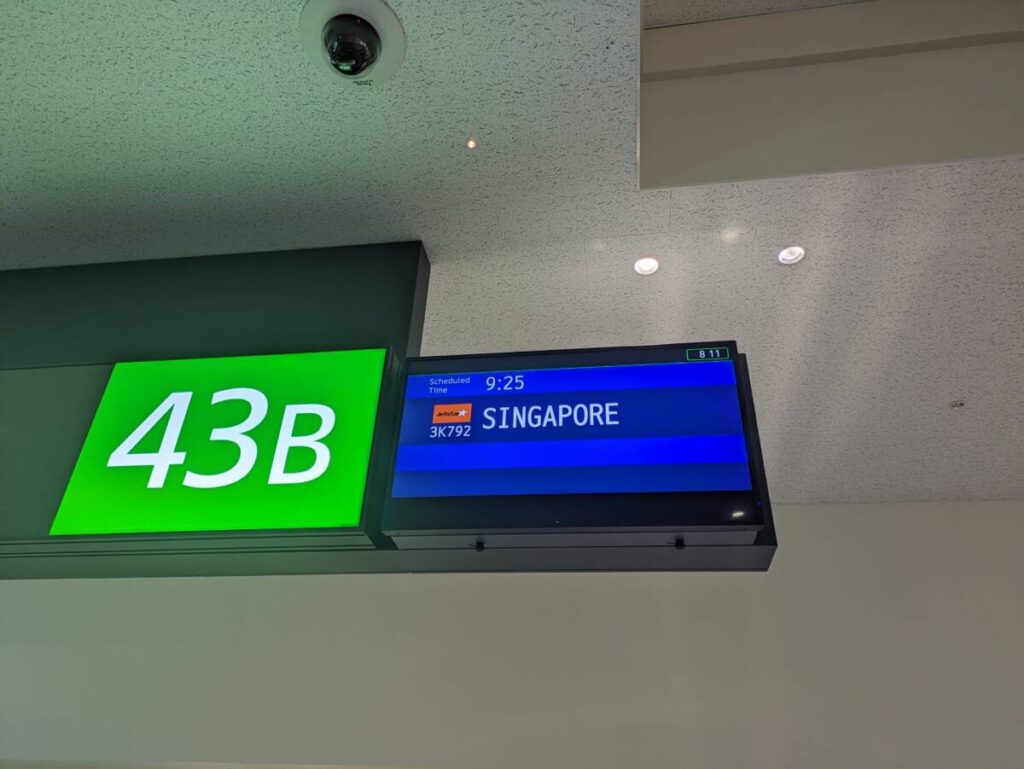 43B
8 11
Scheduled
Time
9:25
Jetstar
3K792
SINGAPORE